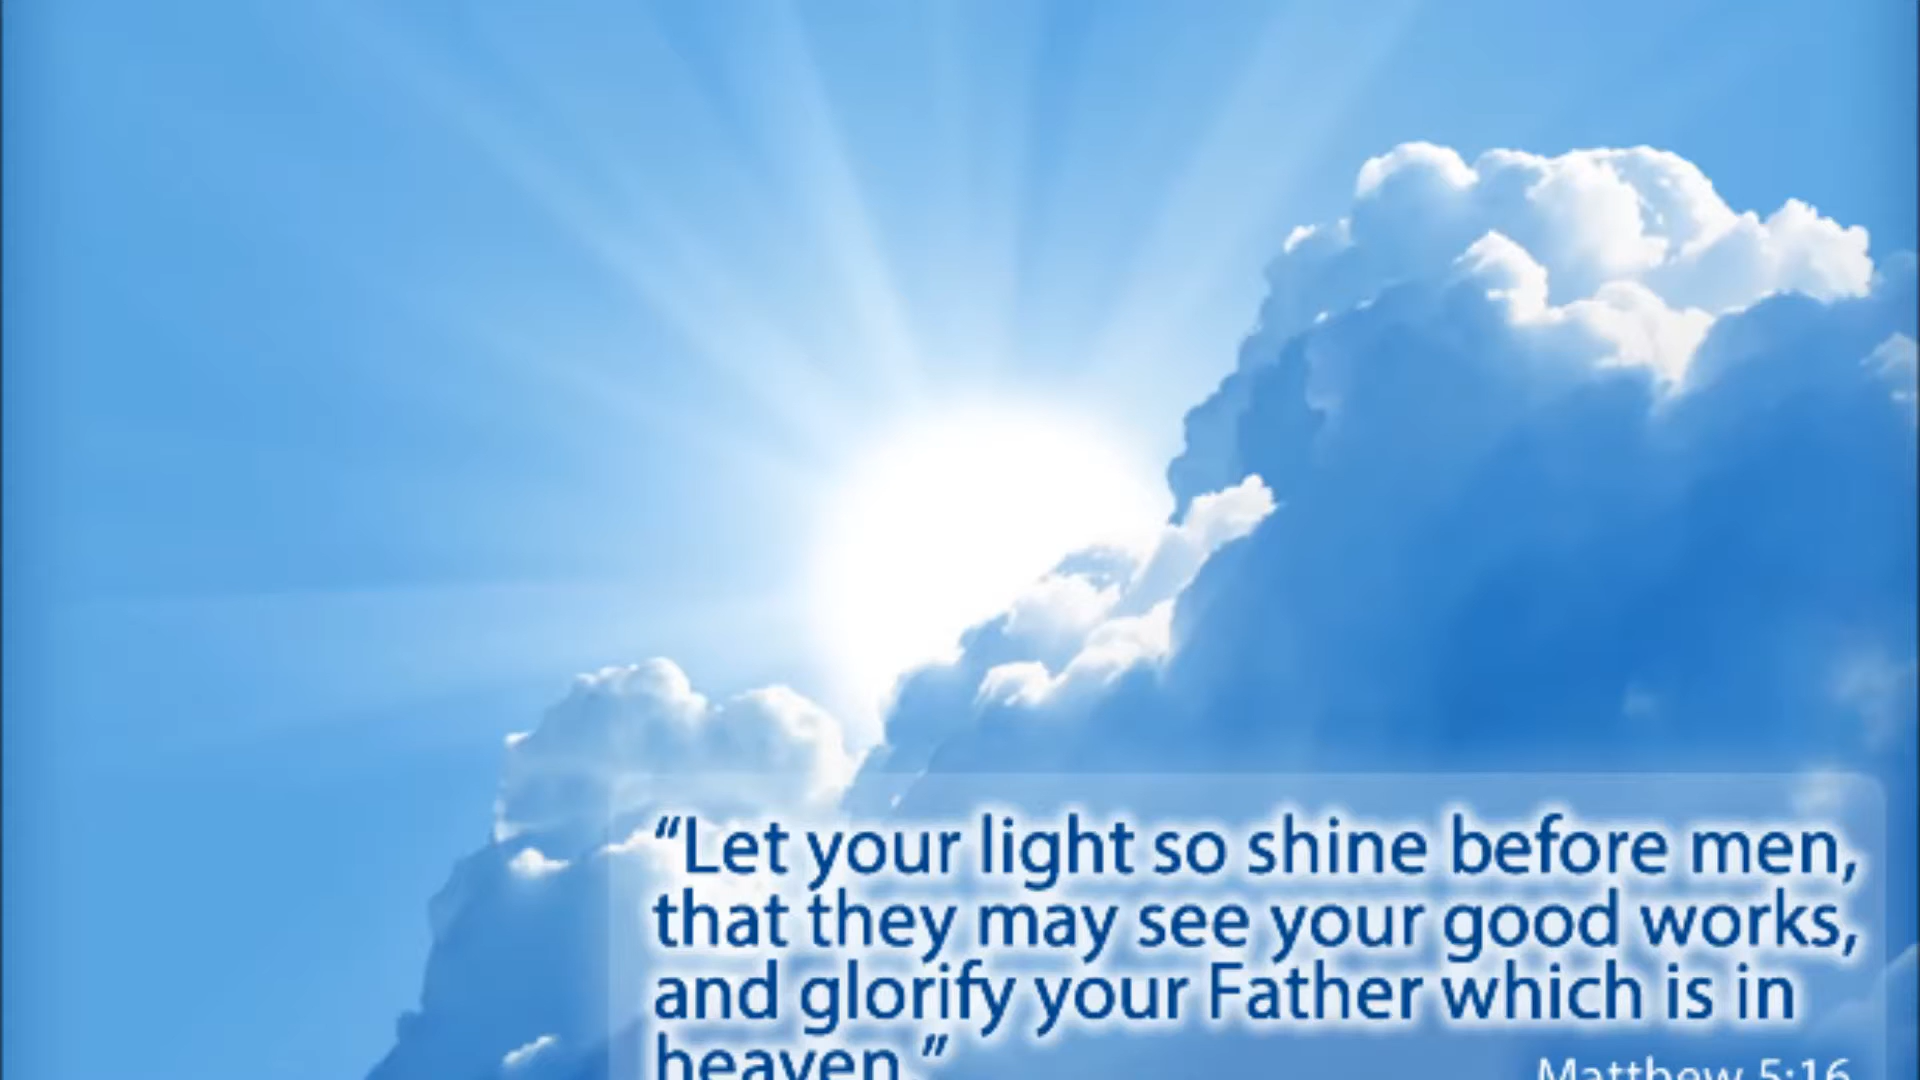 “Let your light so shine before men,
that they may see your good works,
and glorify your Father which is in
heaven.”
Matthew 5:16